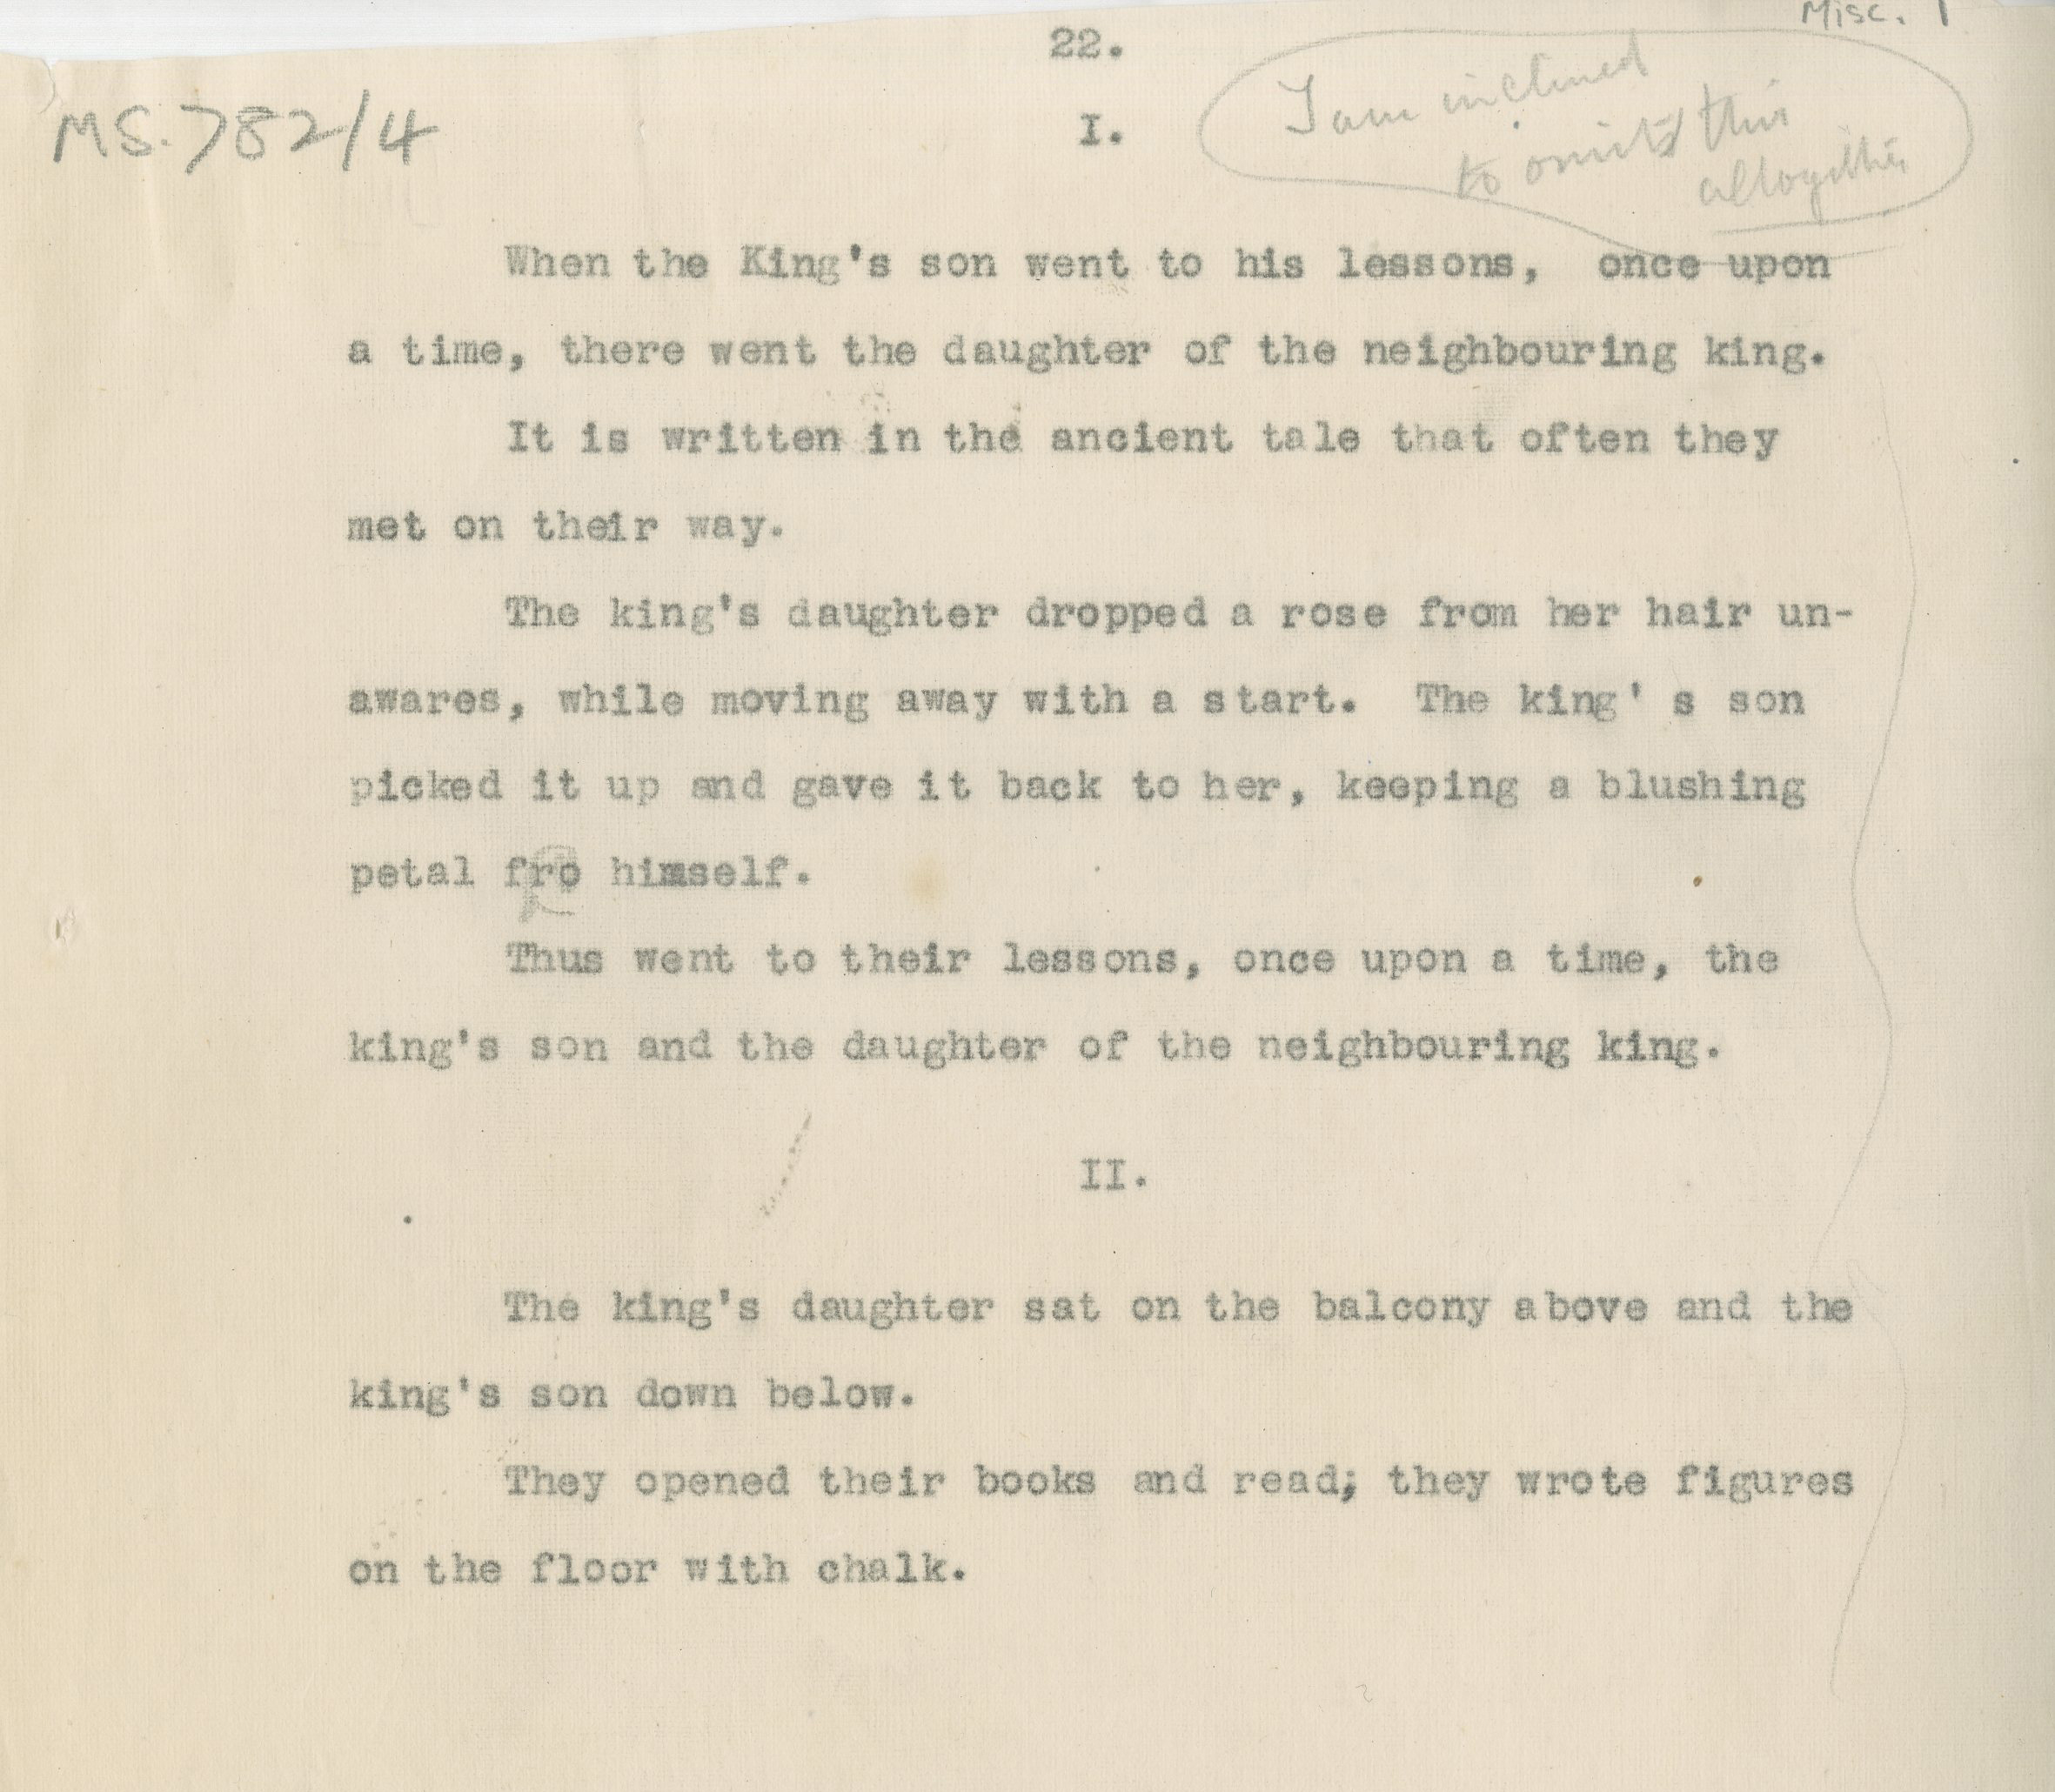 Misc. 1
22.
MS. 782/4
I.
I am inclined
to omit this
altogether
When the King's son went to his lessons, once upon
a time, there went the daughter of the neighbouring king.
It is written in the ancient tale that often they
met on their way.
The king's daughter dropped a rose from her hair un-
awares, while moving away with a start. The king' s son
picked it up and gave it back to her, keeping a blushing
petal fro himself.
Thus went to their lessons, once upon a time, the
king's son and the daughter of the neighbouring king.
II.
The king's daughter sat on the balcony above and the
king's son down below.
They opened their books and read; they wrote figures
on the floor with chalk.